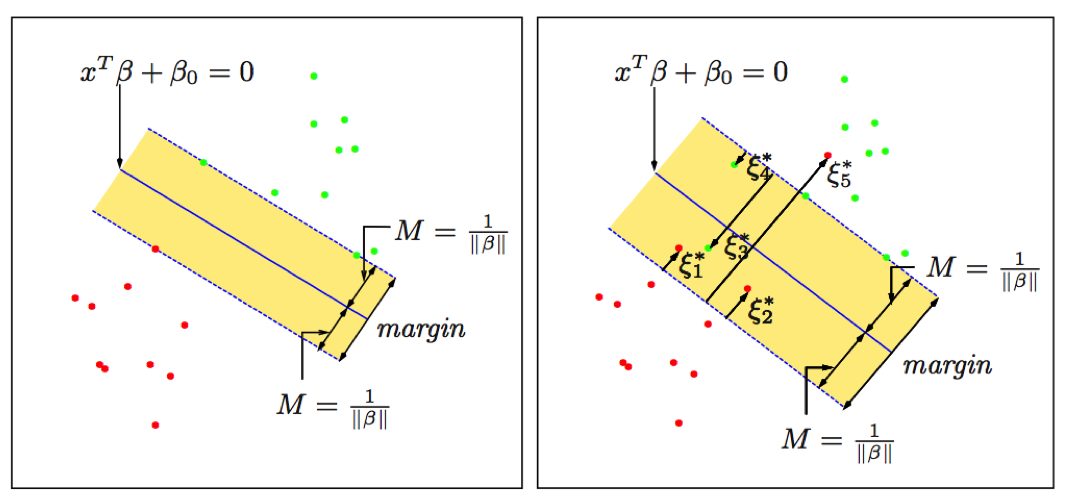 x^T β + β_0 = 0
M = 1/‖β‖
margin
M = 1/‖β‖
x^T β + β_0 = 0
ξ_4^*
ξ_5^*
ξ_3^*
ξ_1^*
M = 1/‖β‖
ξ_2^*
margin
M = 1/‖β‖